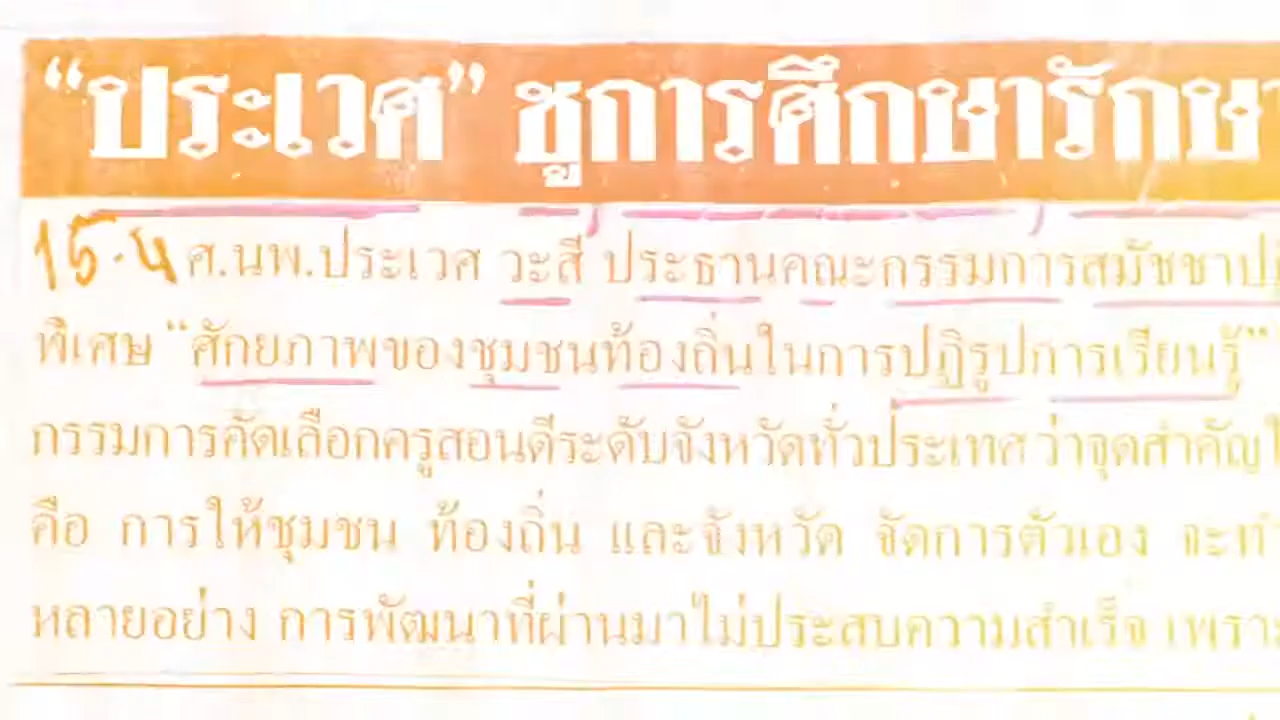 “ประเวศ” ชูการศึกษารักษา
15.4 ศ.นพ.ประเวศ วะสี ประธานคณะกรรมการสมัชชาป
พิเศษ “ศักยภาพของชุมชนท้องถิ่นในการปฏิรูปการเรียนรู้”
กรรมการคัดเลือกครูสอนดีระดับจังหวัดทั่วประเทศ ว่าจุดสำคัญใ
คือ การให้ชุมชน ท้องถิ่น และจังหวัด จัดการตัวเอง จะทำ
หลายอย่าง การพัฒนาที่ผ่านมาไม่ประสบความสำเร็จ เพราะ